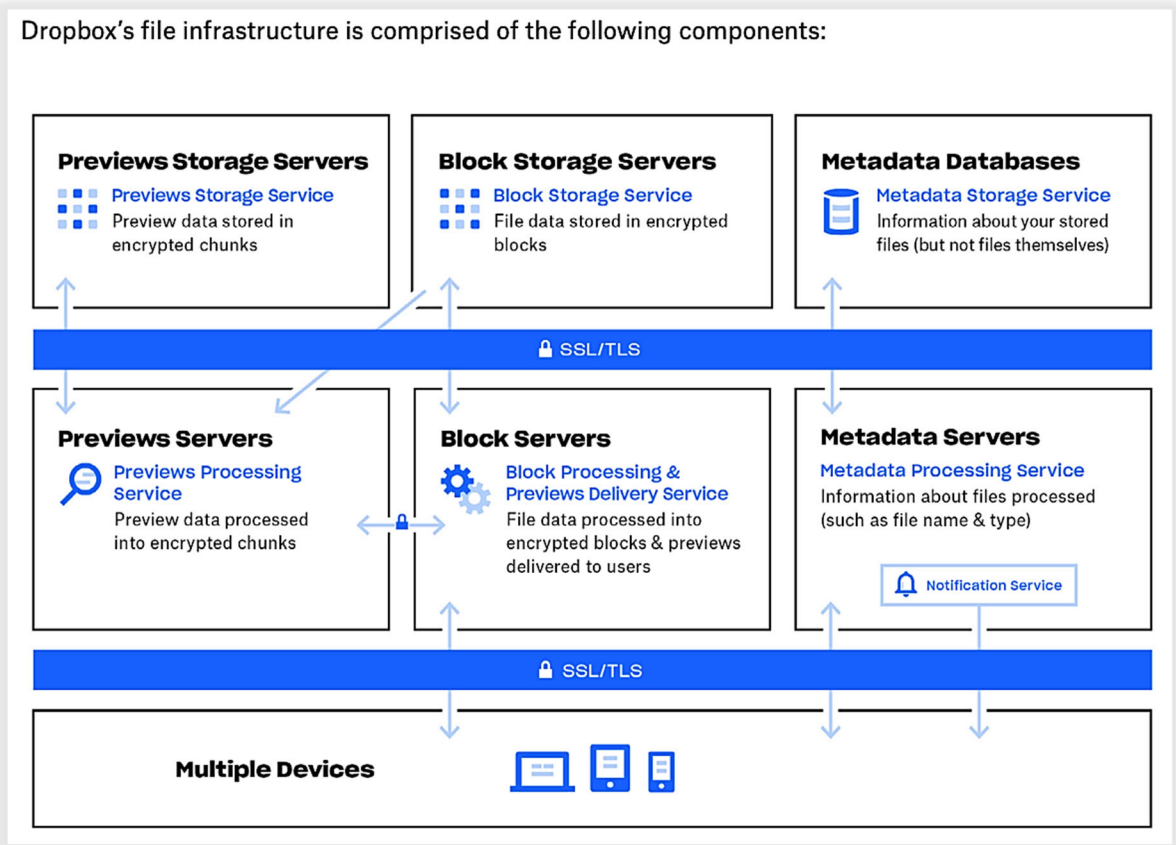 Dropbox's file infrastructure is comprised of the following components:
Previews Storage Servers
Previews Storage Service
Preview data stored in
encrypted chunks
Block Storage Servers
Block Storage Service
File data stored in encrypted
blocks
Metadata Databases
Metadata Storage Service
Information about your stored
files (but not files themselves)
SSL/TLS
Previews Servers
Previews Processing
Service
Preview data processed
into encrypted chunks
Block Servers
Block Processing &
Previews Delivery Service
File data processed into
encrypted blocks & previews
delivered to users
Metadata Servers
Metadata Processing Service
Information about files processed
(such as file name & type)
Notification Service
SSL/TLS
Multiple Devices